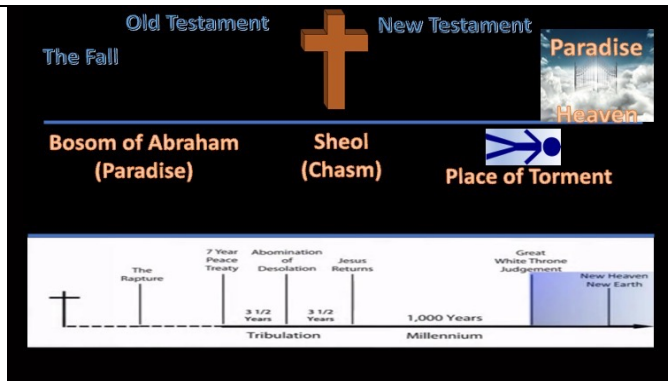 Old Testament
New Testament
The Fall
Paradise
Heaven
Bosom of Abraham
(Paradise)
Sheol
(Chasm)
Place of Torment
The
Rapture
7 Year
Peace
Treaty
Abomination
of
Desolation
Jesus
Returns
Great
White Throne
Judgement
New Heaven
New Earth
3 1/2
Years
3 1/2
Years
1,000 Years
Tribulation
Millennium